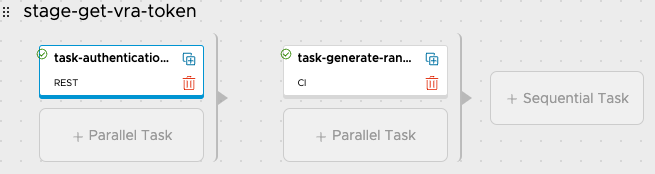 stage-get-vra-token
task-authenticatio...
REST
+ Parallel Task
task-generate-ran...
CI
+ Parallel Task
+ Sequential Task